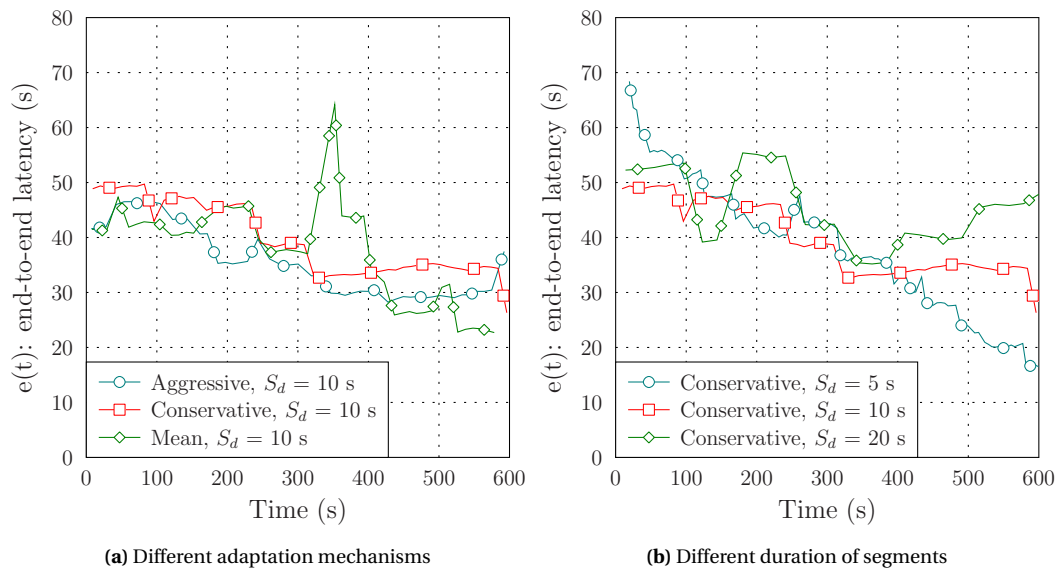 80
70
60
50
40
30
20
10
0
0
100
200
300
400
500
600
e(t): end-to-end latency (s)
Time (s)
Aggressive, S_d = 10 s
Conservative, S_d = 10 s
Mean, S_d = 10 s
(a) Different adaptation mechanisms
80
70
60
50
40
30
20
10
0
0
100
200
300
400
500
600
e(t): end-to-end latency (s)
Time (s)
Conservative, S_d = 5 s
Conservative, S_d = 10 s
Conservative, S_d = 20 s
(b) Different duration of segments